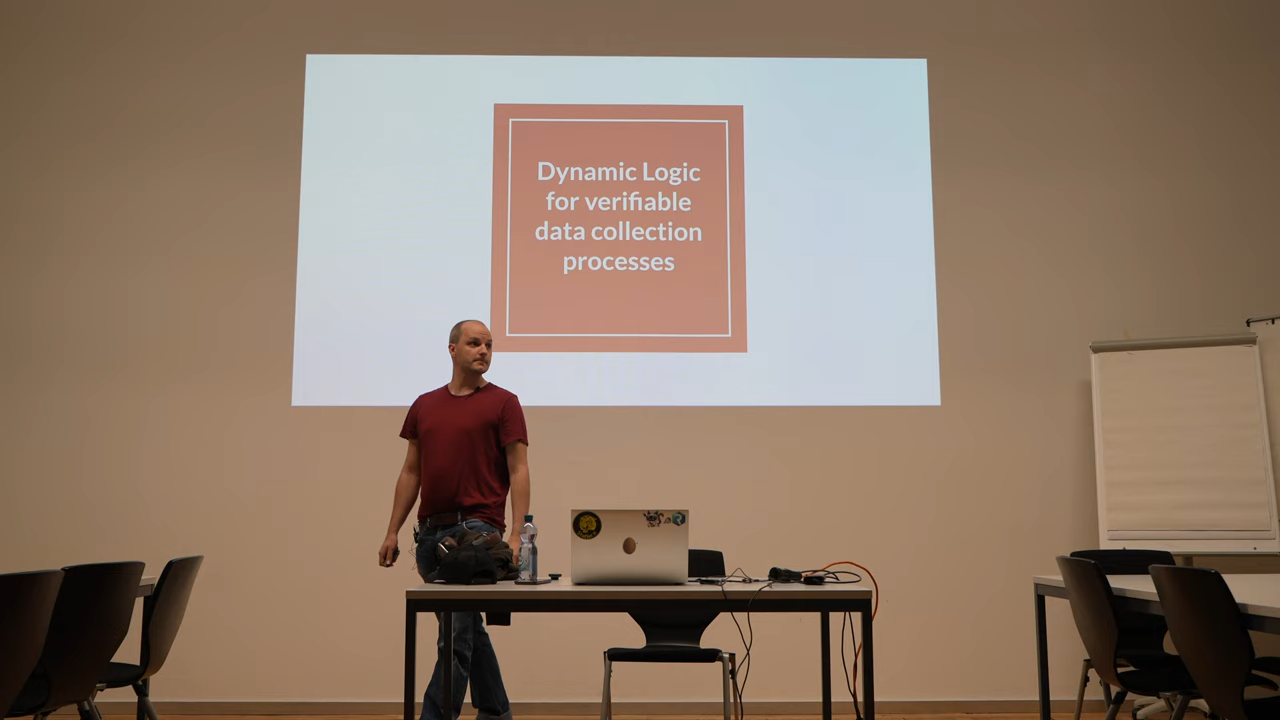 Dynamic Logic
for verifiable
data collection
processes